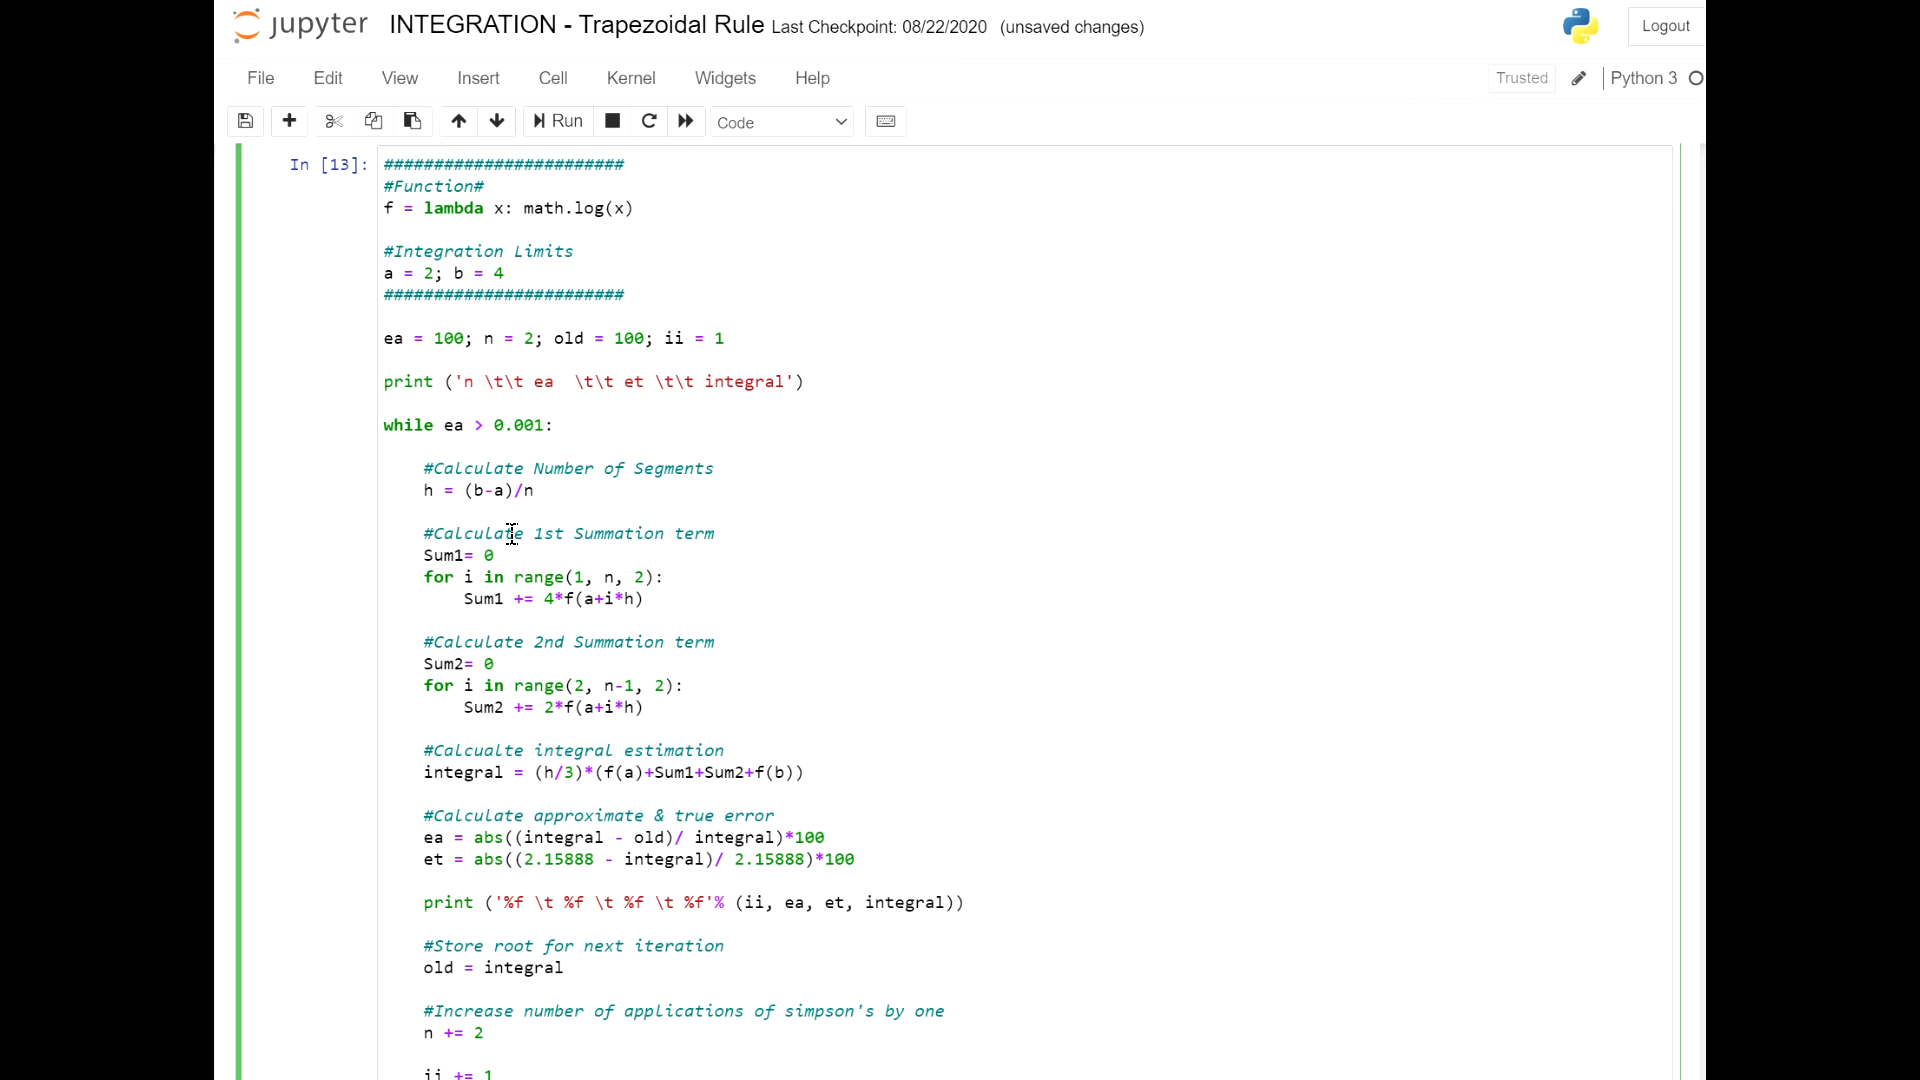 jupyter INTEGRATION - Trapezoidal Rule Last Checkpoint: 08/22/2020 (unsaved changes) Logout
File Edit View Insert Cell Kernel Widgets Help Trusted Python 3
Run Code
In [13]: ########################
#Function#
f = lambda x: math.log(x)
#Integration Limits
a = 2; b = 4
########################
ea = 100; n = 2; old = 100; ii = 1
print ('n \t\t ea  \t\t et \t\t integral')
while ea > 0.001:
#Calculate Number of Segments
h = (b-a)/n
#Calculate 1st Summation term
Sum1= 0
for i in range(1, n, 2):
Sum1 += 4*f(a+i*h)
#Calculate 2nd Summation term
Sum2= 0
for i in range(2, n-1, 2):
Sum2 += 2*f(a+i*h)
#Calcualte integral estimation
integral = (h/3)*(f(a)+Sum1+Sum2+f(b))
#Calculate approximate & true error
ea = abs((integral - old)/ integral)*100
et = abs((2.15888 - integral)/ 2.15888)*100
print ('%f \t %f \t %f \t %f'% (ii, ea, et, integral))
#Store root for next iteration
old = integral
#Increase number of applications of simpson's by one
n += 2
ii += 1